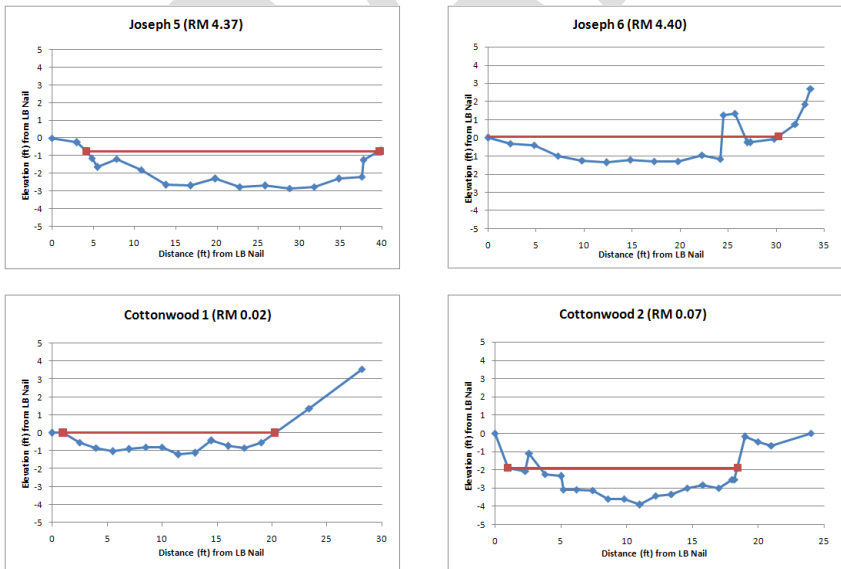 Joseph 5 (RM 4.37)
Elevation (ft) from LB Nail
5
4
3
2
1
0
-1
-2
-3
-4
-5
0 5 10 15 20 25 30 35 40
Distance (ft) from LB Nail
Joseph 6 (RM 4.40)
Elevation (ft) from LB Nail
5
4
3
2
1
0
-1
-2
-3
-4
-5
0 5 10 15 20 25 30 35
Distance (ft) from LB Nail
Cottonwood 1 (RM 0.02)
Elevation (ft) from LB Nail
5
4
3
2
1
0
-1
-2
-3
-4
-5
0 5 10 15 20 25 30
Distance (ft) from LB Nail
Cottonwood 2 (RM 0.07)
Elevation (ft) from LB Nail
5
4
3
2
1
0
-1
-2
-3
-4
-5
0 5 10 15 20 25
Distance (ft) from LB Nail